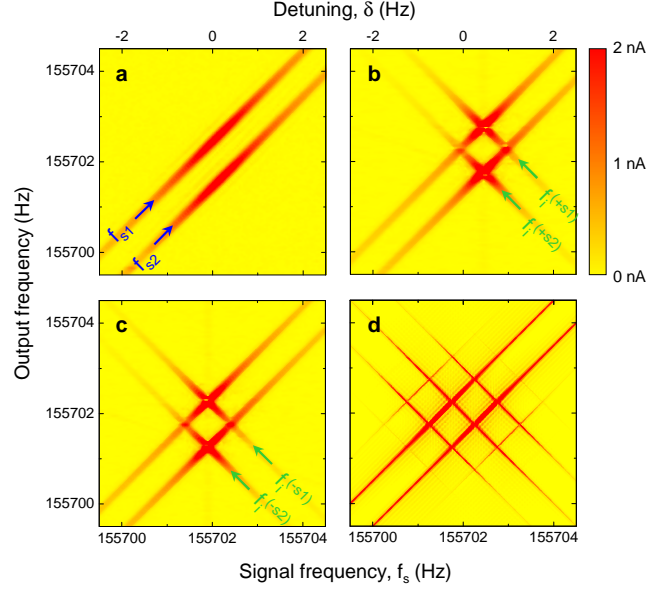 Detuning, δ (Hz)
-2 0 2 -2 0 2
155704
155702
155700
a
f_s1
f_s2
b
f_i^(+s1)
f_i^(+s2)
2 nA
1 nA
0 nA
Output frequency (Hz)
155704
155702
155700
c
f_i^(-s1)
f_i^(-s2)
d
155700 155702 155704 155700 155702 155704
Signal frequency, f_s (Hz)